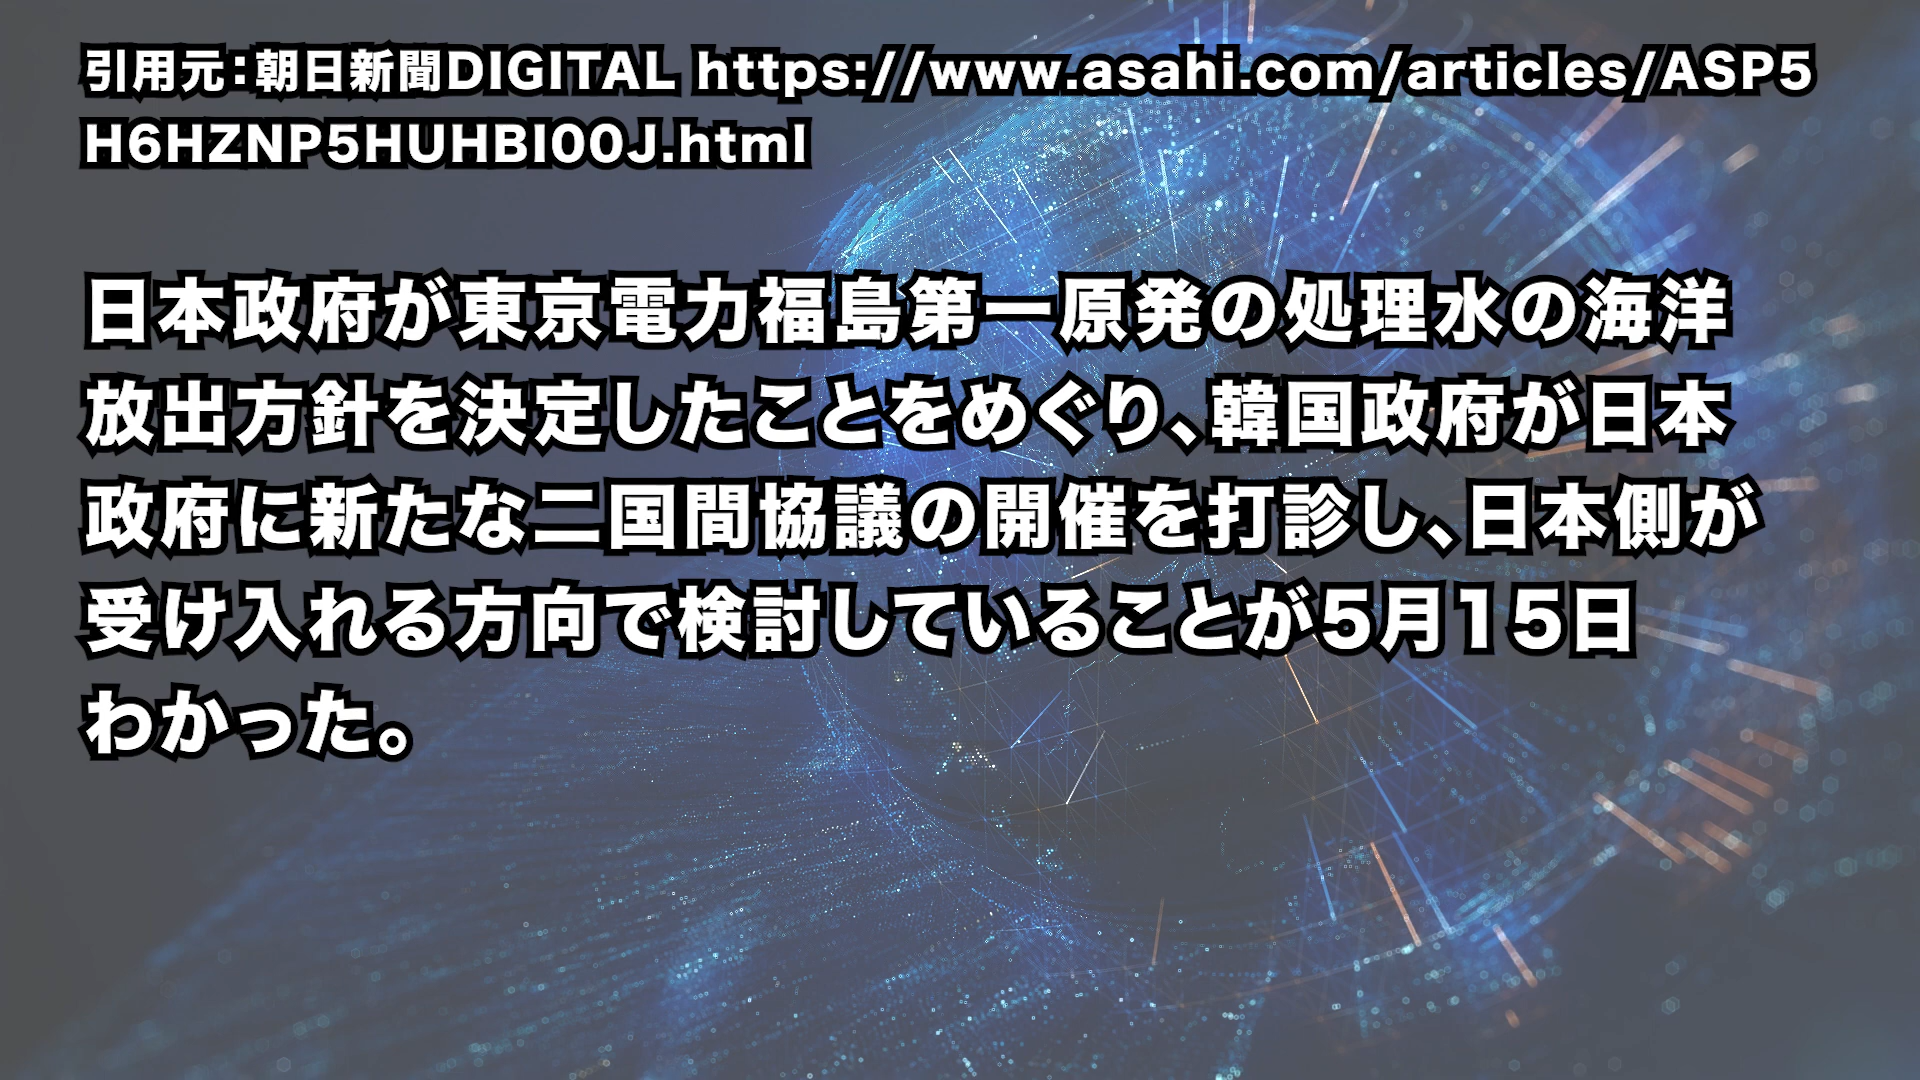 引用元：朝日新聞DIGITAL https://www.asahi.com/articles/ASP5
H6HZNP5HUHBI00J.html
日本政府が東京電力福島第一原発の処理水の海洋
放出方針を決定したことをめぐり、韓国政府が日本
政府に新たな二国間協議の開催を打診し、日本側が
受け入れる方向で検討していることが5月15日
わかった。